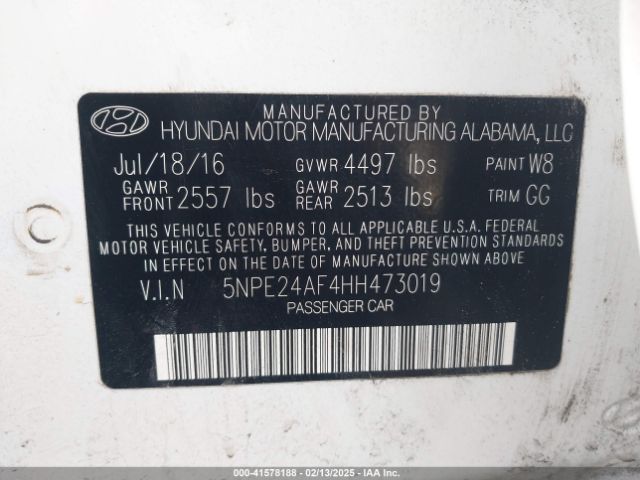 MANUFACTURED BY
HYUNDAI MOTOR MANUFACTURING ALABAMA, LLC
Jul/18/16 GVWR 4497 lbs PAINT W8
GAWR FRONT 2557 lbs GAWR REAR 2513 lbs TRIM GG
THIS VEHICLE CONFORMS TO ALL APPLICABLE U.S.A. FEDERAL
MOTOR VEHICLE SAFETY, BUMPER, AND THEFT PREVENTION STANDARDS
IN EFFECT ON THE DATE OF MANUFACTURE SHOWN ABOVE.
V.I.N 5NPE24AF4HH473019
PASSENGER CAR
000-41578188 - 02/13/2025 - IAA Inc.